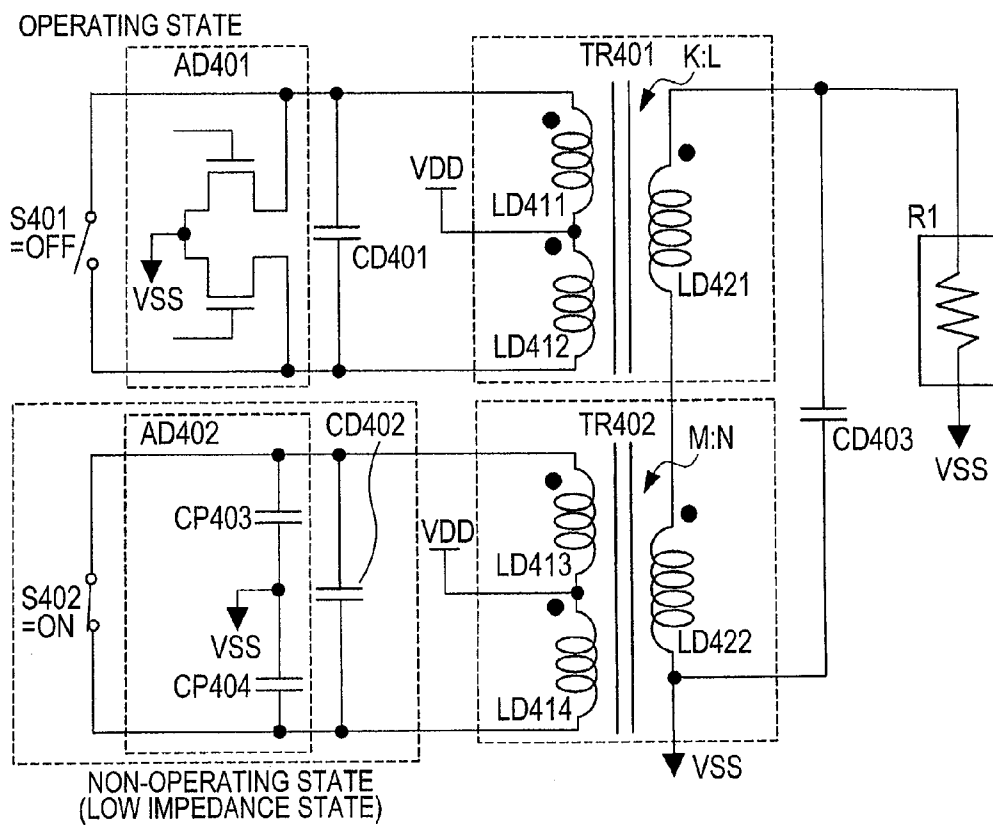 OPERATING STATE
AD401
TR401
K:L
VDD
LD411
S401
=OFF
CD401
VSS
LD412
LD421
R1
AD402
CD402
TR402
M:N
CD403
VSS
CP403
VDD
LD413
S402
=ON
VSS
LD422
CP404
LD414
VSS
NON-OPERATING STATE
(LOW IMPEDANCE STATE)